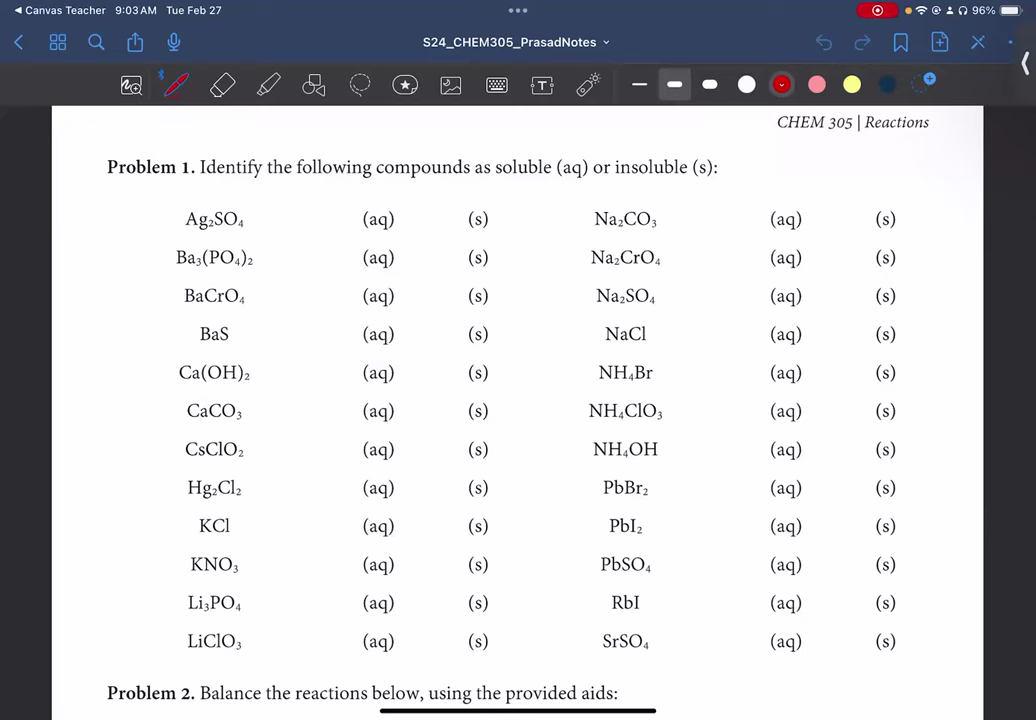 Canvas Teacher 9:03 AM Tue Feb 27 96%
S24_CHEM305_PrasadNotes
CHEM 305 | Reactions
Problem 1. Identify the following compounds as soluble (aq) or insoluble (s):
Ag₂SO₄ (aq) (s) Na₂CO₃ (aq) (s)
Ba₃(PO₄)₂ (aq) (s) Na₂CrO₄ (aq) (s)
BaCrO₄ (aq) (s) Na₂SO₄ (aq) (s)
BaS (aq) (s) NaCl (aq) (s)
Ca(OH)₂ (aq) (s) NH₄Br (aq) (s)
CaCO₃ (aq) (s) NH₄ClO₃ (aq) (s)
CsClO₂ (aq) (s) NH₄OH (aq) (s)
Hg₂Cl₂ (aq) (s) PbBr₂ (aq) (s)
KCl (aq) (s) PbI₂ (aq) (s)
KNO₃ (aq) (s) PbSO₄ (aq) (s)
Li₃PO₄ (aq) (s) RbI (aq) (s)
LiClO₃ (aq) (s) SrSO₄ (aq) (s)
Problem 2. Balance the reactions below, using the provided aids: